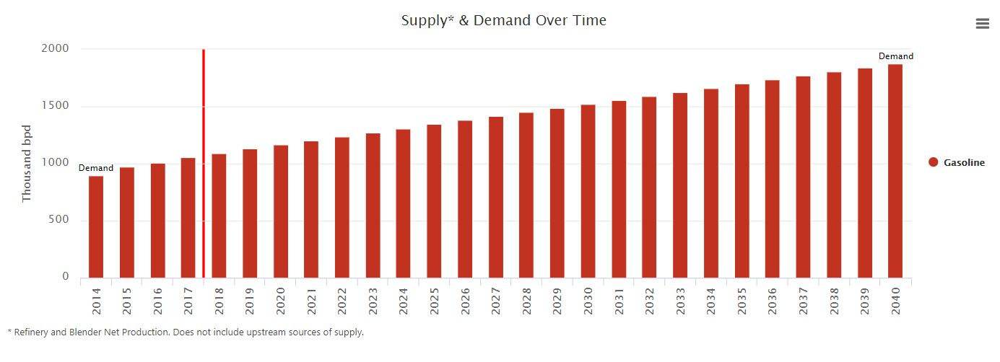 Supply* & Demand Over Time
Thousand bpd
2000
1500
1000
500
0
Demand
Demand
Gasoline
2014 2015 2016 2017 2018 2019 2020 2021 2022 2023 2024 2025 2026 2027 2028 2029 2030 2031 2032 2033 2034 2035 2036 2037 2038 2039 2040
* Refinery and Blender Net Production. Does not include upstream sources of supply.